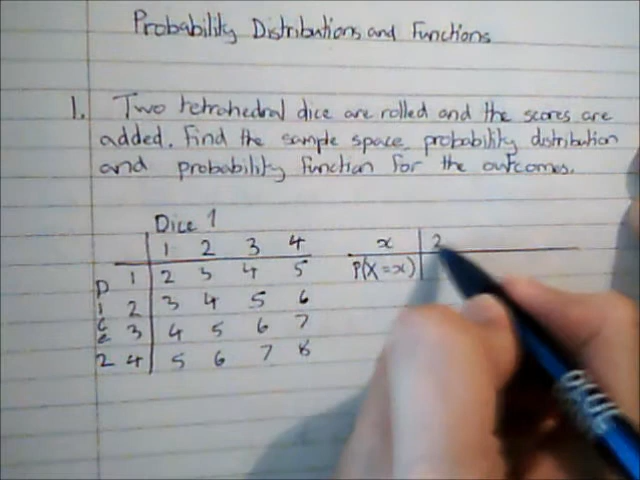 Probability Distributions and Functions
1. Two tetrahedral dice are rolled and the scores are
added. Find the sample space, probability distribution
and probability function for the outcomes.
Dice 1
1 2 3 4
Dice 2
1 2 3 4 5
2 3 4 5 6
3 4 5 6 7
4 5 6 7 8
x 2
P(X=x)